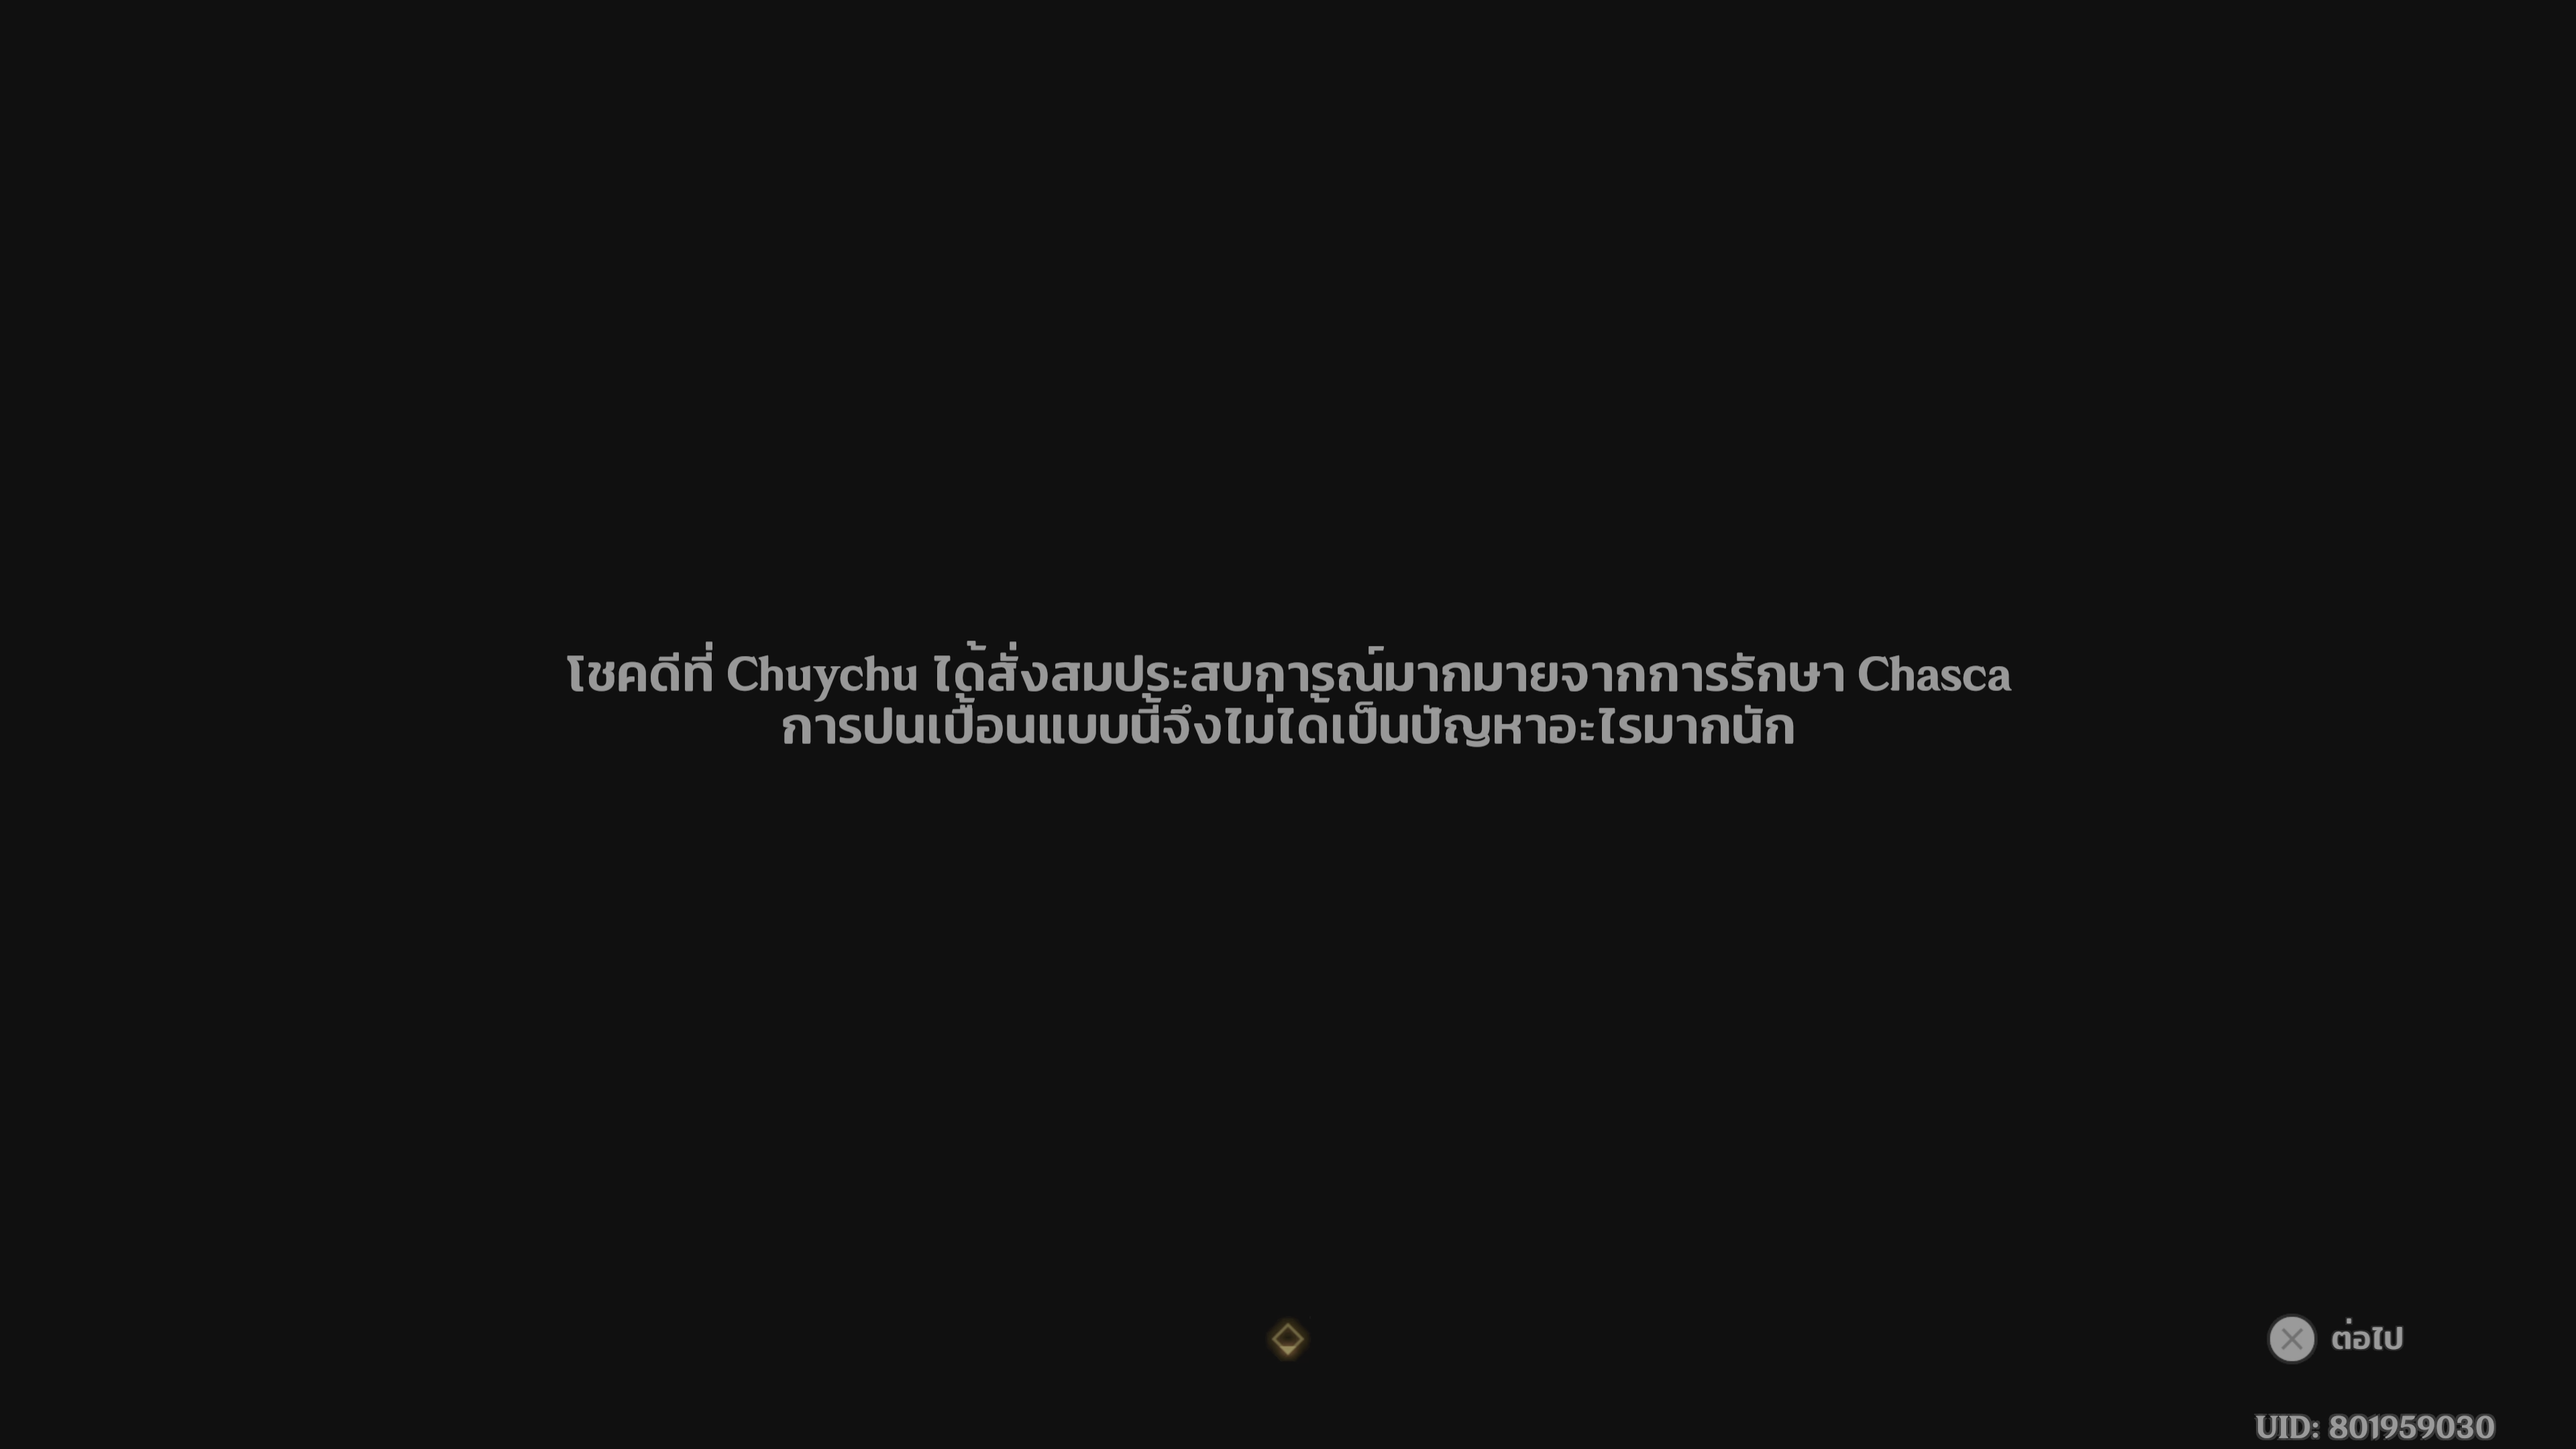 โชคดีที่ Chuychu ได้สั่งสมประสบการณ์มากมายจากการรักษา Chasca
การปนเปื้อนแบบนี้จึงไม่ได้เป็นปัญหาอะไรมากนัก
ต่อไป
UID: 801959030